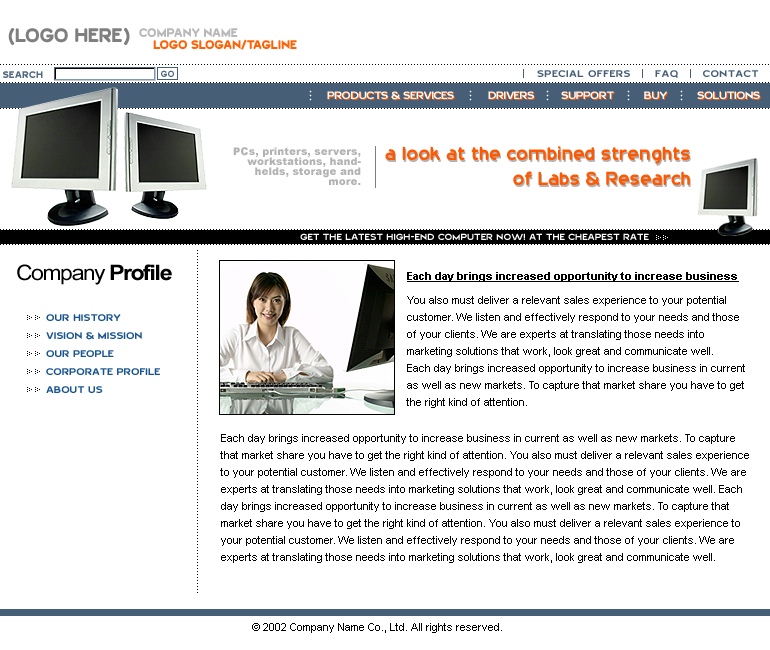 (LOGO HERE) COMPANY NAME
LOGO SLOGAN/TAGLINE
SEARCH GO | SPECIAL OFFERS | FAQ | CONTACT
PRODUCTS & SERVICES DRIVERS SUPPORT BUY SOLUTIONS
PCs, printers, servers,
workstations, hand-
helds, storage and
more.
a look at the combined strenghts
of Labs & Research
GET THE LATEST HIGH-END COMPUTER NOW! AT THE CHEAPEST RATE
Company Profile
OUR HISTORY
VISION & MISSION
OUR PEOPLE
CORPORATE PROFILE
ABOUT US
Each day brings increased opportunity to increase business
You also must deliver a relevant sales experience to your potential
customer. We listen and effectively respond to your needs and those
of your clients. We are experts at translating those needs into
marketing solutions that work, look great and communicate well.
Each day brings increased opportunity to increase business in current
as well as new markets. To capture that market share you have to get
the right kind of attention.
Each day brings increased opportunity to increase business in current as well as new markets. To capture
that market share you have to get the right kind of attention. You also must deliver a relevant sales experience
to your potential customer. We listen and effectively respond to your needs and those of your clients. We are
experts at translating those needs into marketing solutions that work, look great and communicate well. Each
day brings increased opportunity to increase business in current as well as new markets. To capture that
market share you have to get the right kind of attention. You also must deliver a relevant sales experience to
your potential customer. We listen and effectively respond to your needs and those of your clients. We are
experts at translating those needs into marketing solutions that work, look great and communicate well.
© 2002 Company Name Co., Ltd. All rights reserved.